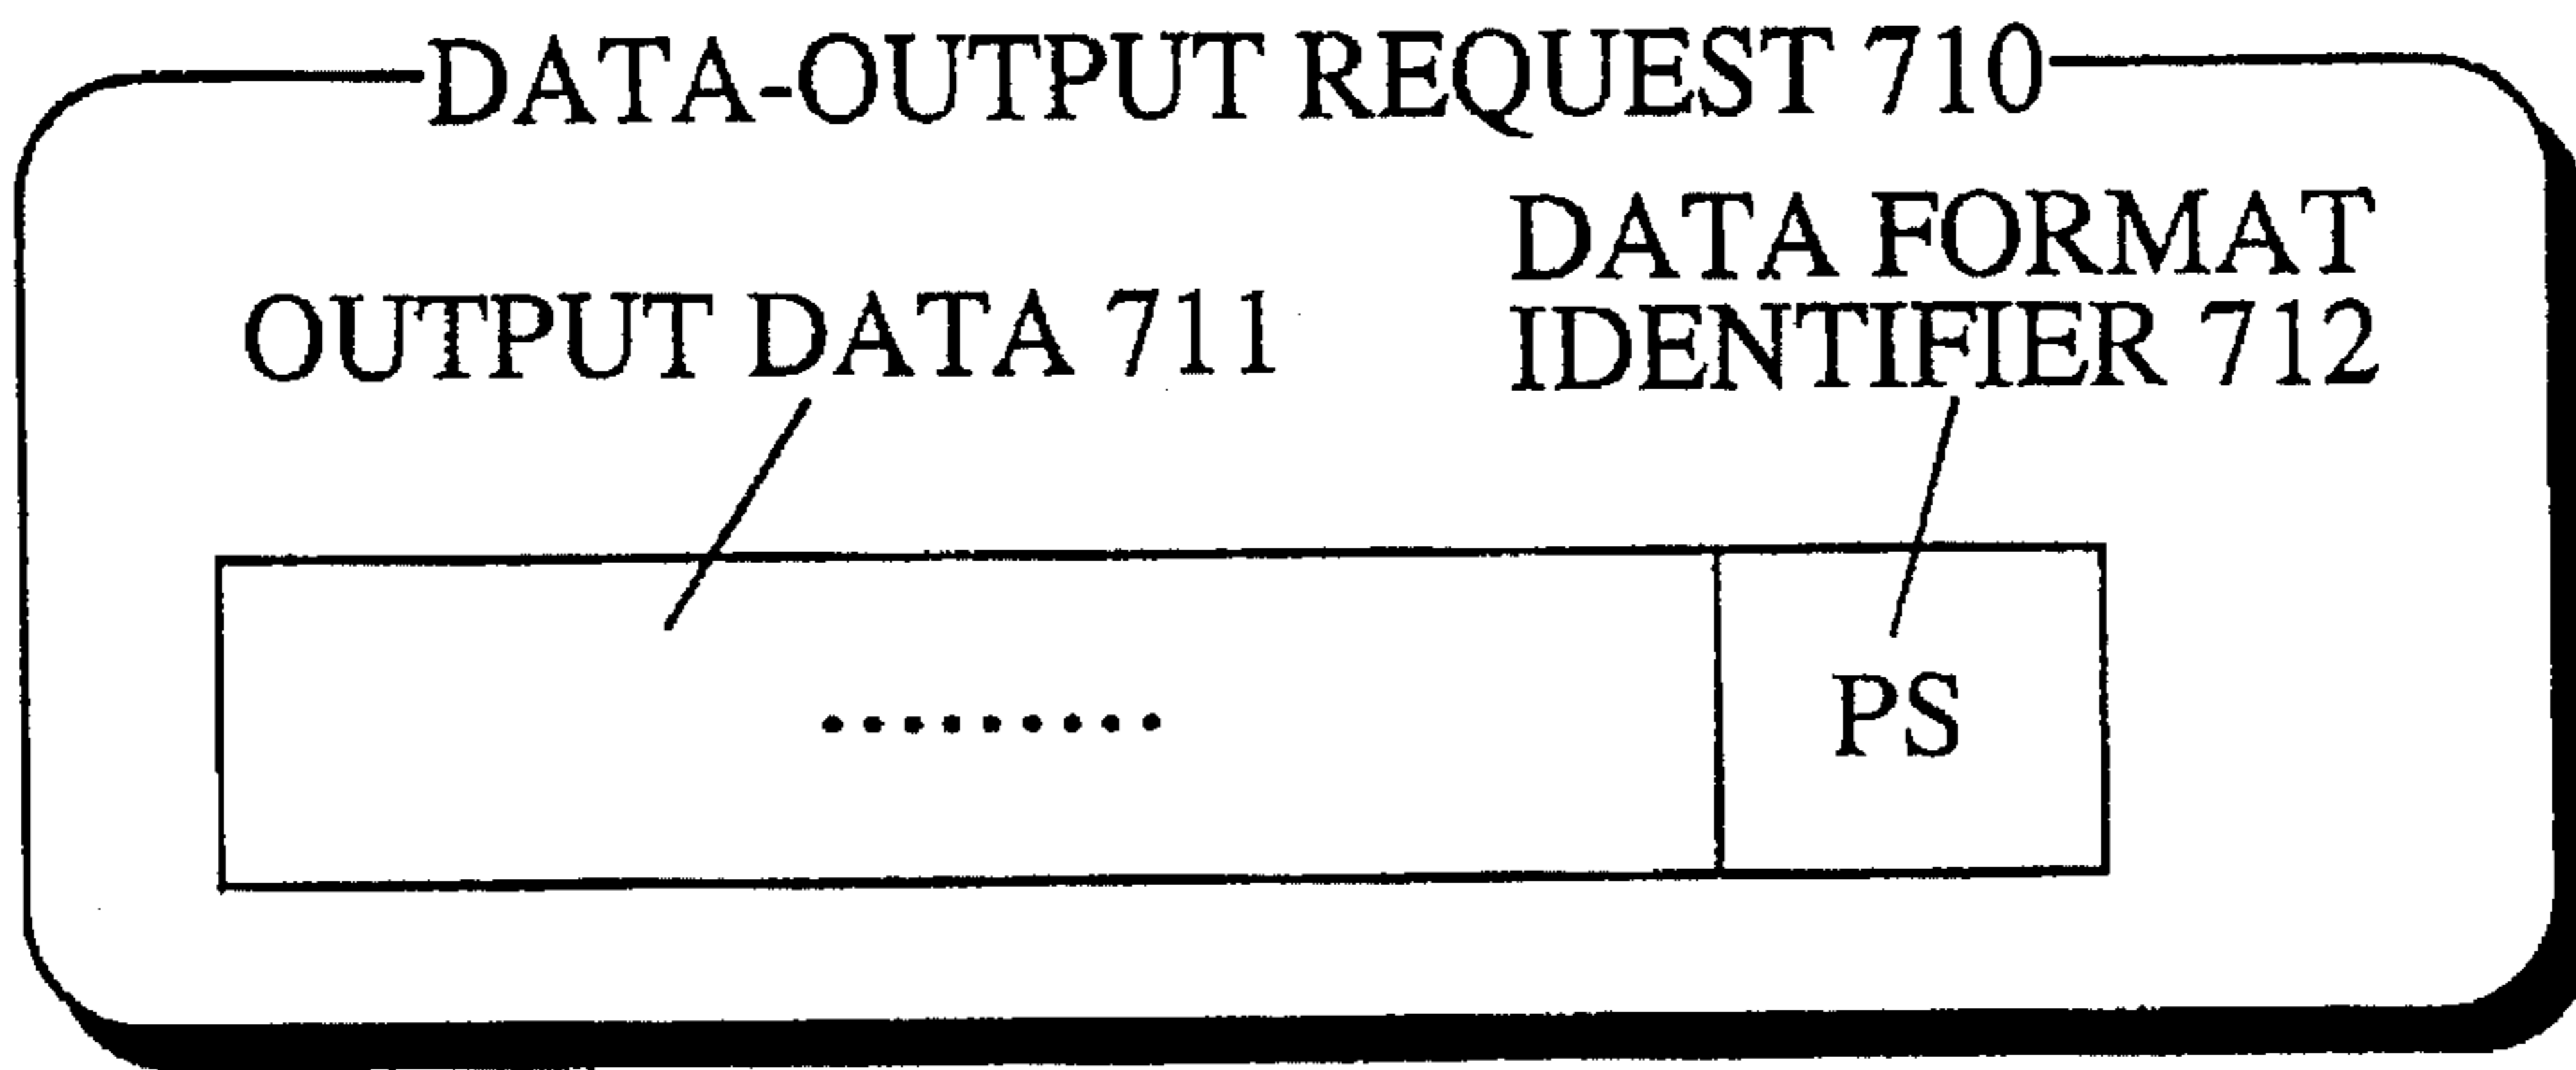 DATA-OUTPUT REQUEST 710
DATA FORMAT
OUTPUT DATA 711 IDENTIFIER 712
......... PS